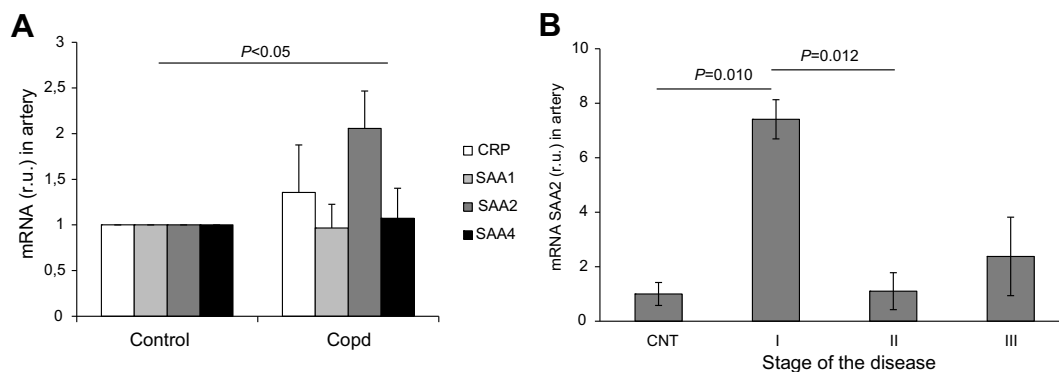 A
mRNA (r.u.) in artery
3
2,5
2
1,5
1
0,5
0
P<0.05
Control
Copd
CRP
SAA1
SAA2
SAA4
B
mRNA SAA2 (r.u.) in artery
10
8
6
4
2
0
P=0.010
P=0.012
CNT
I
II
III
Stage of the disease